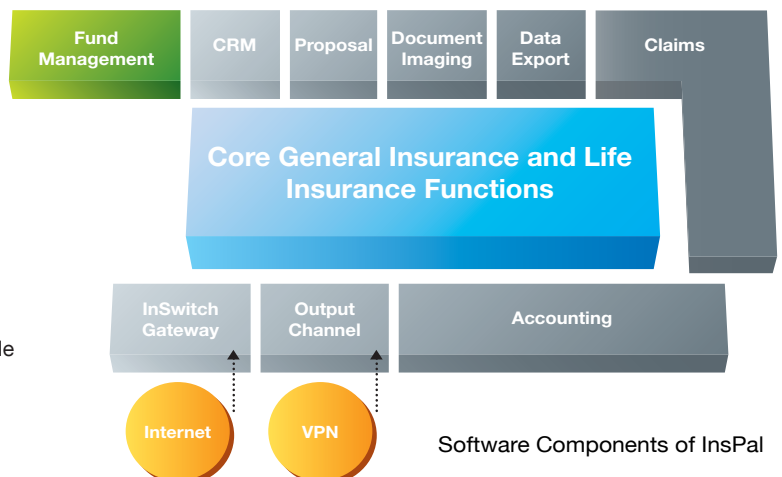 Fund
Management
CRM
Proposal
Document
Imaging
Data
Export
Claims
Core General Insurance and Life
Insurance Functions
InSwitch
Gateway
Output
Channel
Accounting
Internet
VPN
Software Components of InsPal